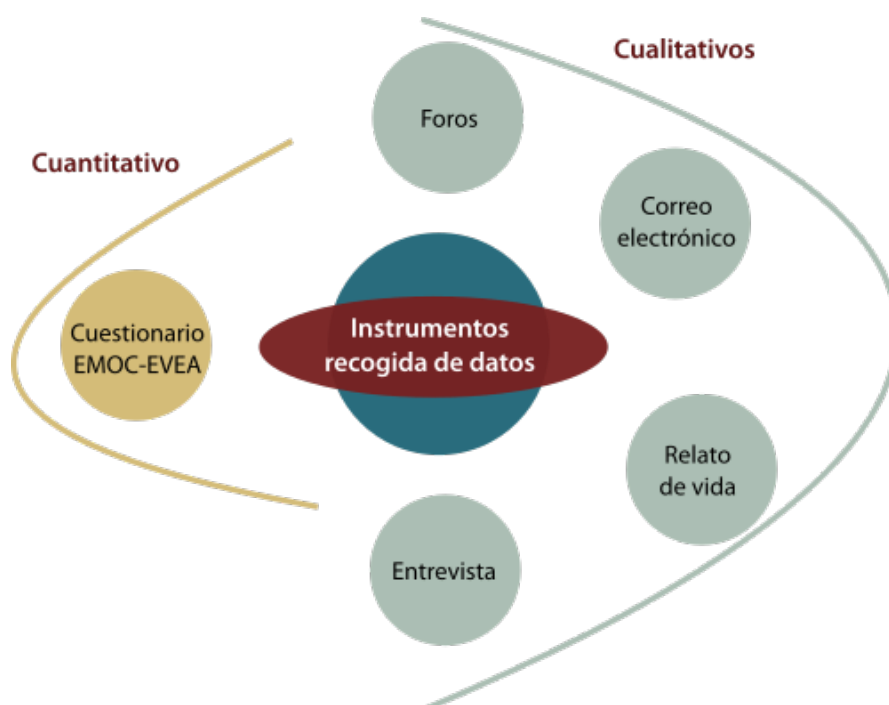 Cualitativos
Foros
Cuantitativo
Correo
electrónico
Cuestionario
EMOC-EVEA
Instrumentos
recogida de datos
Relato
de vida
Entrevista